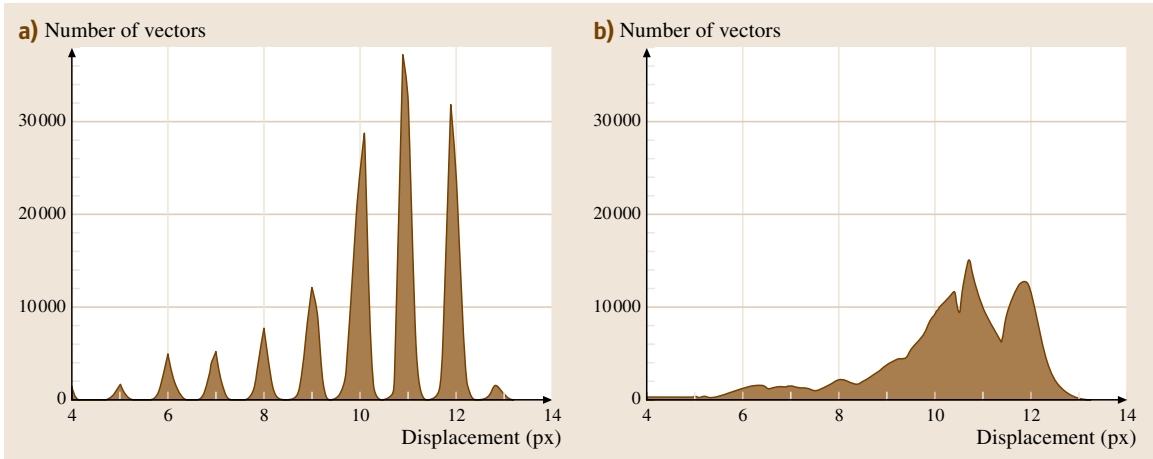 a) Number of vectors
30000
20000
10000
0
4 6 8 10 12 14
Displacement (px)
b) Number of vectors
30000
20000
10000
0
4 6 8 10 12 14
Displacement (px)